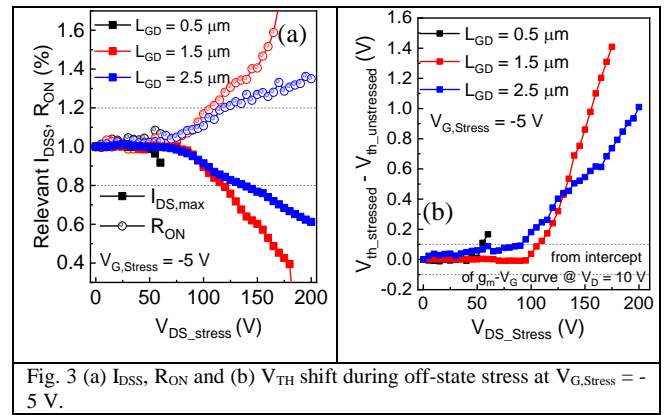 (a)
L_GD = 0.5 μm
L_GD = 1.5 μm
L_GD = 2.5 μm
I_DS,max
R_ON
V_G,Stress = -5 V
Relevant I_DSS, R_ON (%)
1.6
1.4
1.2
1.0
0.8
0.6
0.4
0 50 100 150 200
V_DS_stress (V)
L_GD = 0.5 μm
L_GD = 1.5 μm
L_GD = 2.5 μm
V_G,Stress = -5 V
(b)
from intercept
of g_m-V_G curve @ V_D = 10 V
V_th_stressed - V_th_unstressed (V)
1.6
1.4
1.2
1.0
0.8
0.6
0.4
0.2
0.0
-0.2
0 50 100 150 200
V_DS_Stress (V)
Fig. 3 (a) I_DSS, R_ON and (b) V_TH shift during off-state stress at V_G,Stress = -
5 V.